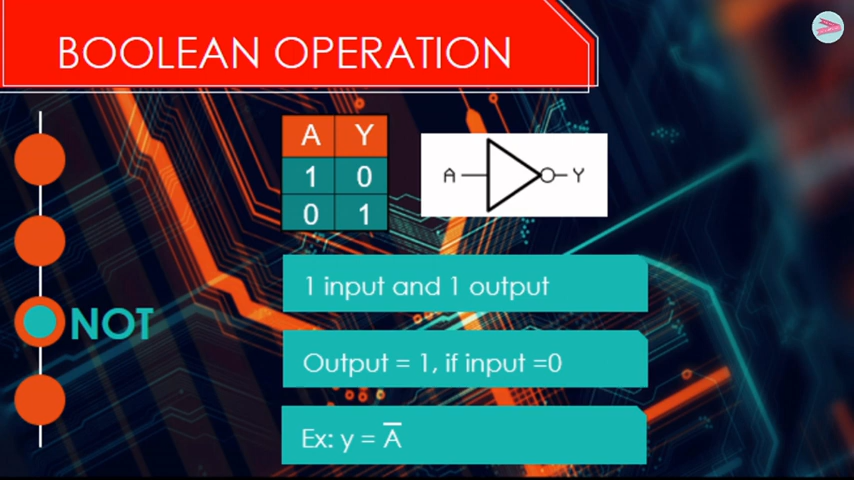 BOOLEAN OPERATION
A Y
1 0
0 1
A Y
NOT
1 input and 1 output
Output = 1, if input =0
Ex: y = A̅